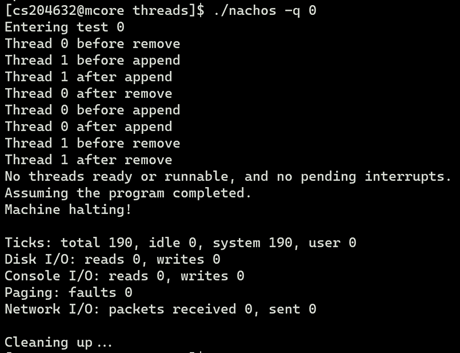 [cs204632@mcore threads]$ ./nachos -q 0
Entering test 0
Thread 0 before remove
Thread 1 before append
Thread 1 after append
Thread 0 after remove
Thread 0 before append
Thread 0 after append
Thread 1 before remove
Thread 1 after remove
No threads ready or runnable, and no pending interrupts.
Assuming the program completed.
Machine halting!
Ticks: total 190, idle 0, system 190, user 0
Disk I/O: reads 0, writes 0
Console I/O: reads 0, writes 0
Paging: faults 0
Network I/O: packets received 0, sent 0
Cleaning up...